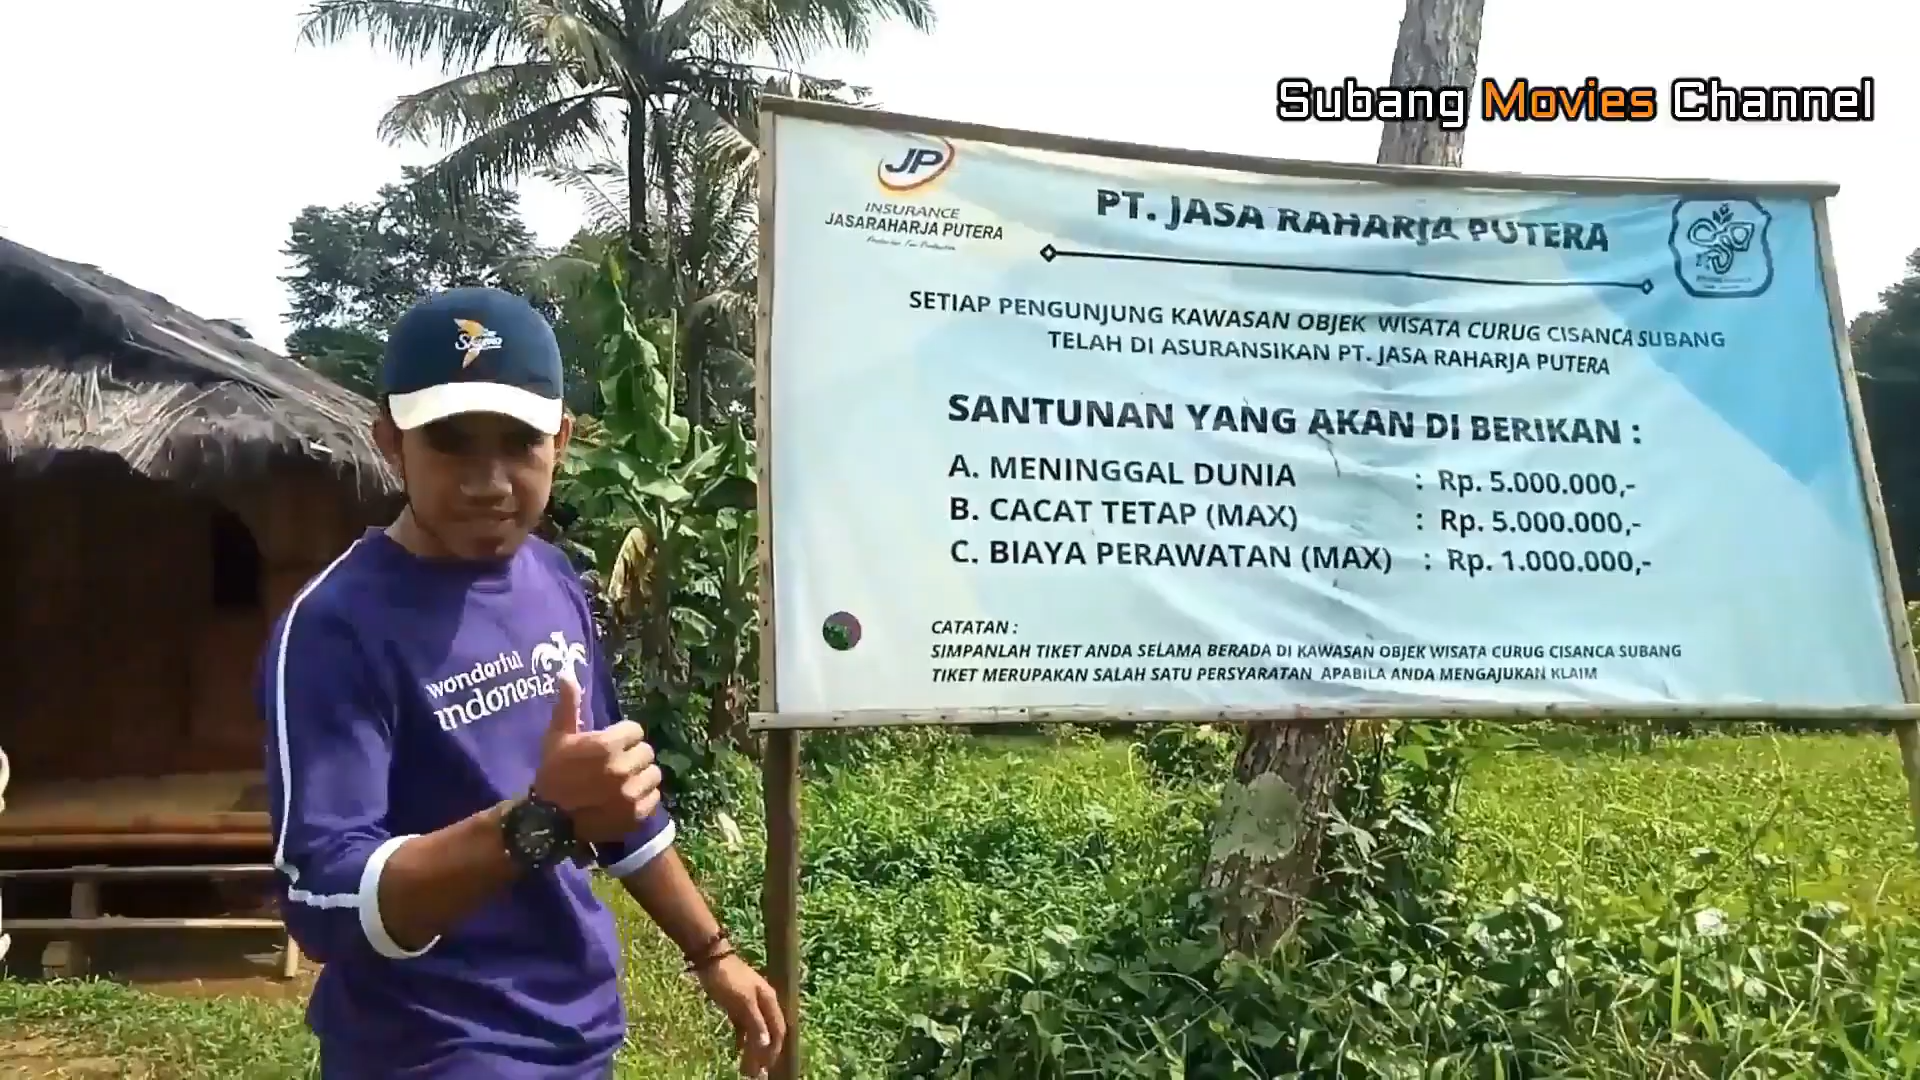 Subang Movies Channel
JP
INSURANCE
JASARAHARJA PUTERA
PT. JASA RAHARJA PUTERA
SETIAP PENGUNJUNG KAWASAN OBJEK WISATA CURUG CISANCA SUBANG
TELAH DI ASURANSIKAN PT. JASA RAHARJA PUTERA
SANTUNAN YANG AKAN DI BERIKAN :
A. MENINGGAL DUNIA : Rp. 5.000.000,-
B. CACAT TETAP (MAX) : Rp. 5.000.000,-
C. BIAYA PERAWATAN (MAX) : Rp. 1.000.000,-
CATATAN :
SIMPANLAH TIKET ANDA SELAMA BERADA DI KAWASAN OBJEK WISATA CURUG CISANCA SUBANG
TIKET MERUPAKAN SALAH SATU PERSYARATAN APABILA ANDA MENGAJUKAN KLAIM
wonderful
indonesia